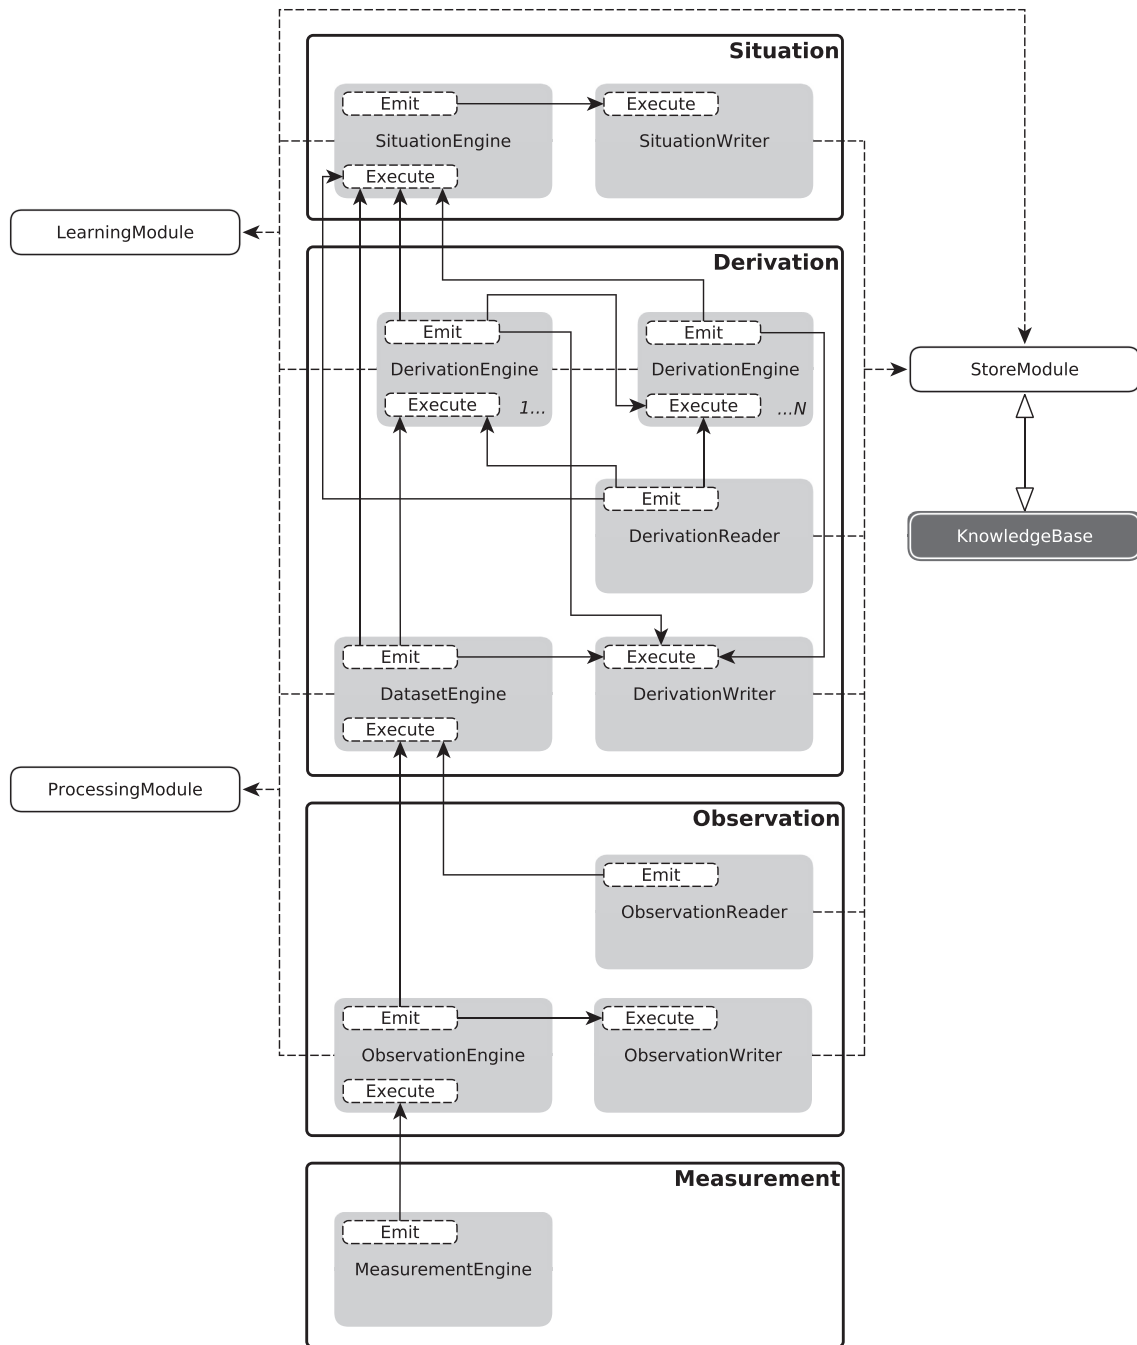 Situation
Emit
Execute
SituationEngine
SituationWriter
Execute
LearningModule
Derivation
Emit
Emit
DerivationEngine
DerivationEngine
StoreModule
Execute
1...
Execute
...N
Emit
DerivationReader
KnowledgeBase
Emit
Execute
DatasetEngine
DerivationWriter
Execute
ProcessingModule
Observation
Emit
ObservationReader
Emit
Execute
ObservationEngine
ObservationWriter
Execute
Measurement
Emit
MeasurementEngine